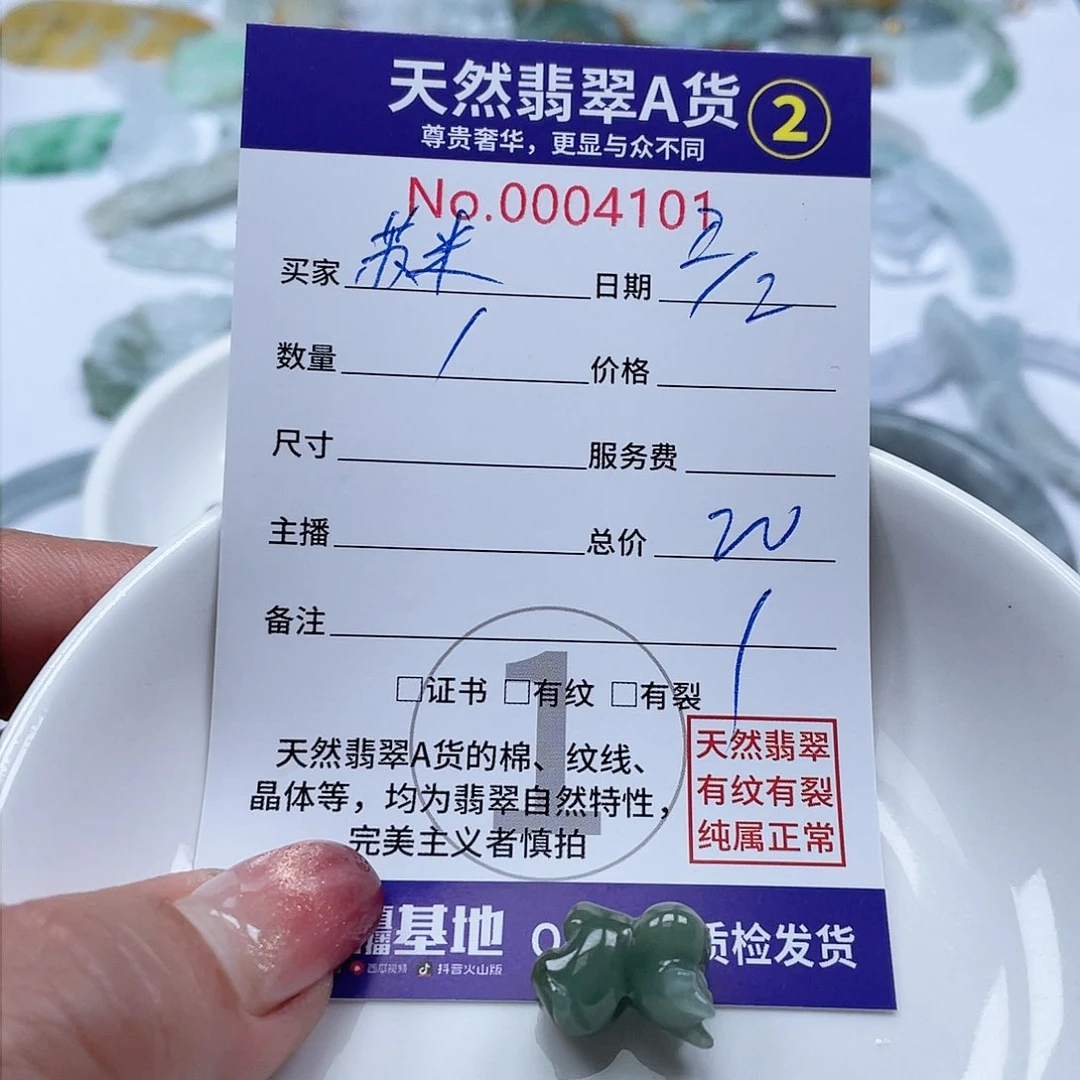 天然翡翠A货 2
尊贵奢华，更显与众不同
No.0004101
买家 苏米 日期 2/2
数量 1 价格
尺寸 服务费
主播 总价 20
备注
1
□证书 □有纹 □有裂
天然翡翠A货的棉、纹线、
晶体等，均为翡翠自然特性，
完美主义者慎拍
天然翡翠
有纹有裂
纯属正常
播基地 质检发货
西瓜视频 抖音火山版